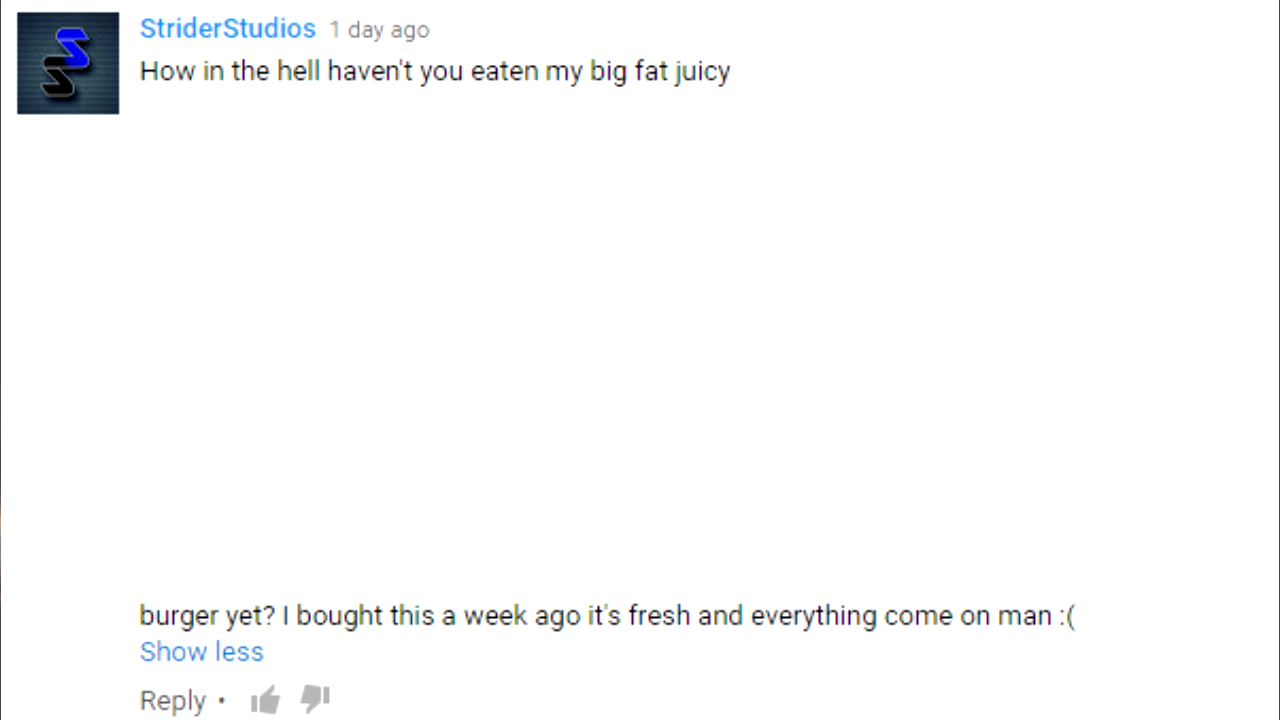 StriderStudios 1 day ago
How in the hell haven't you eaten my big fat juicy
burger yet? I bought this a week ago it's fresh and everything come on man :(
Show less
Reply •